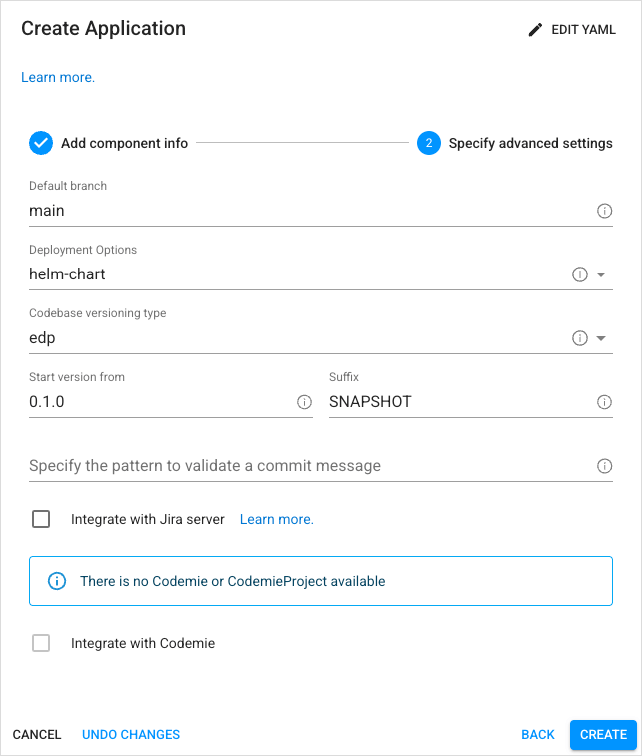 Create Application
EDIT YAML
Learn more.
Add component info
2
Specify advanced settings
Default branch
main
Deployment Options
helm-chart
Codebase versioning type
edp
Start version from
Suffix
0.1.0
SNAPSHOT
Specify the pattern to validate a commit message
Integrate with Jira server
Learn more.
There is no Codemie or CodemieProject available
Integrate with Codemie
CANCEL
UNDO CHANGES
BACK
CREATE